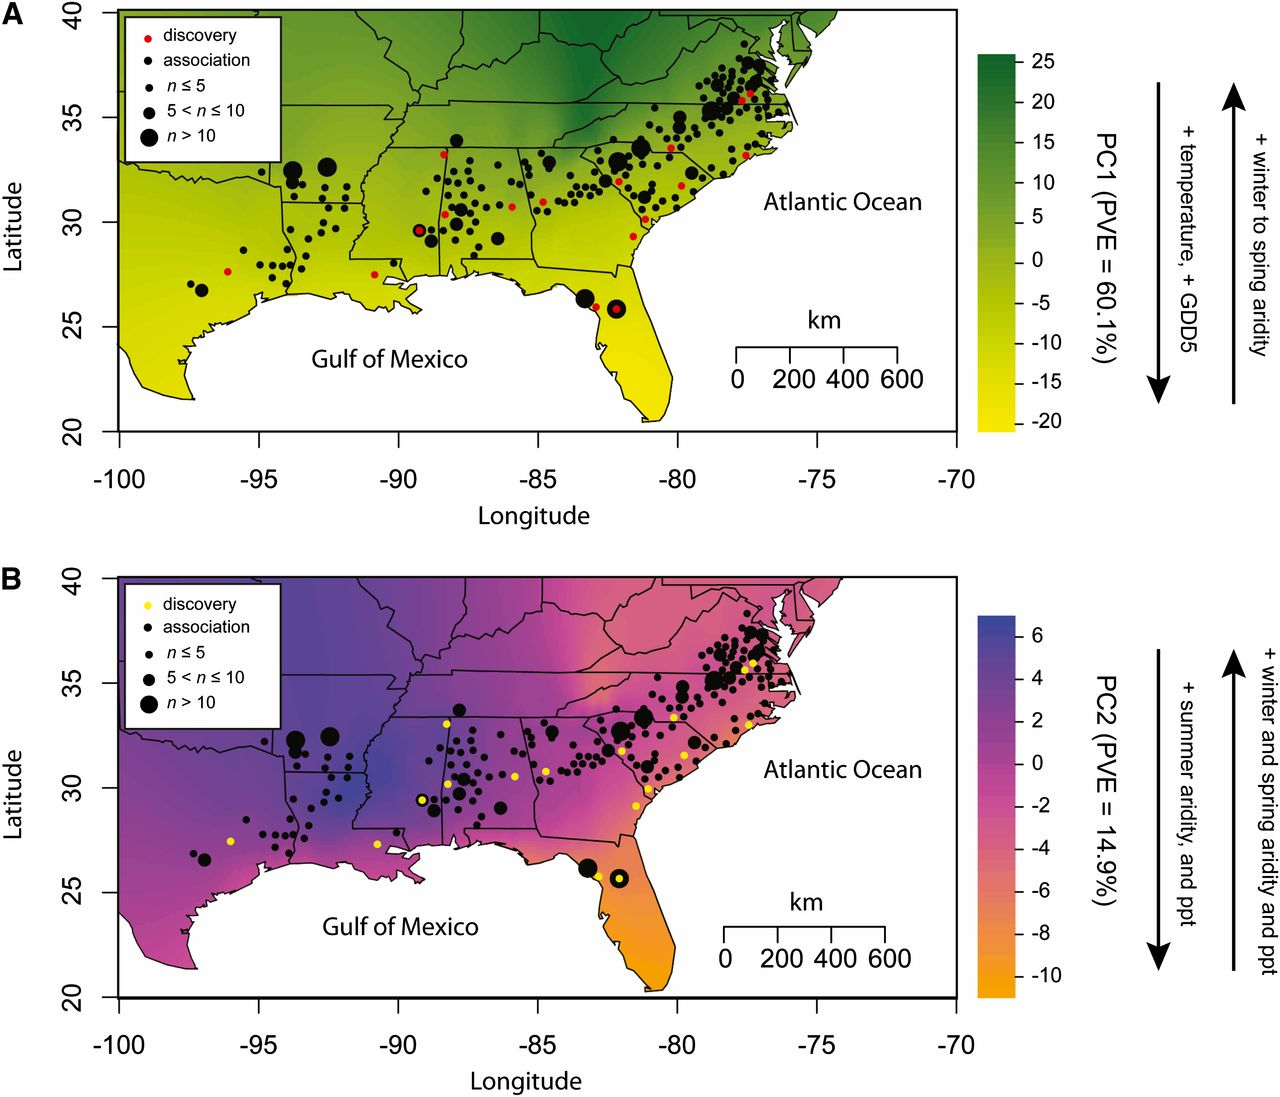 A
40
35
30
25
20
Latitude
discovery
association
n ≤ 5
5 < n ≤ 10
n > 10
Atlantic Ocean
Gulf of Mexico
km
0 200 400 600
-100 -95 -90 -85 -80 -75 -70
Longitude
25
20
15
10
5
0
-5
-10
-15
-20
PC1 (PVE = 60.1%)
+ temperature, + GDD5
+ winter to sping aridity
B
40
35
30
25
20
Latitude
discovery
association
n ≤ 5
5 < n ≤ 10
n > 10
Atlantic Ocean
Gulf of Mexico
km
0 200 400 600
-100 -95 -90 -85 -80 -75 -70
Longitude
6
4
2
0
-2
-4
-6
-8
-10
PC2 (PVE = 14.9%)
+ summer aridity, and ppt
+ winter and spring aridity and ppt